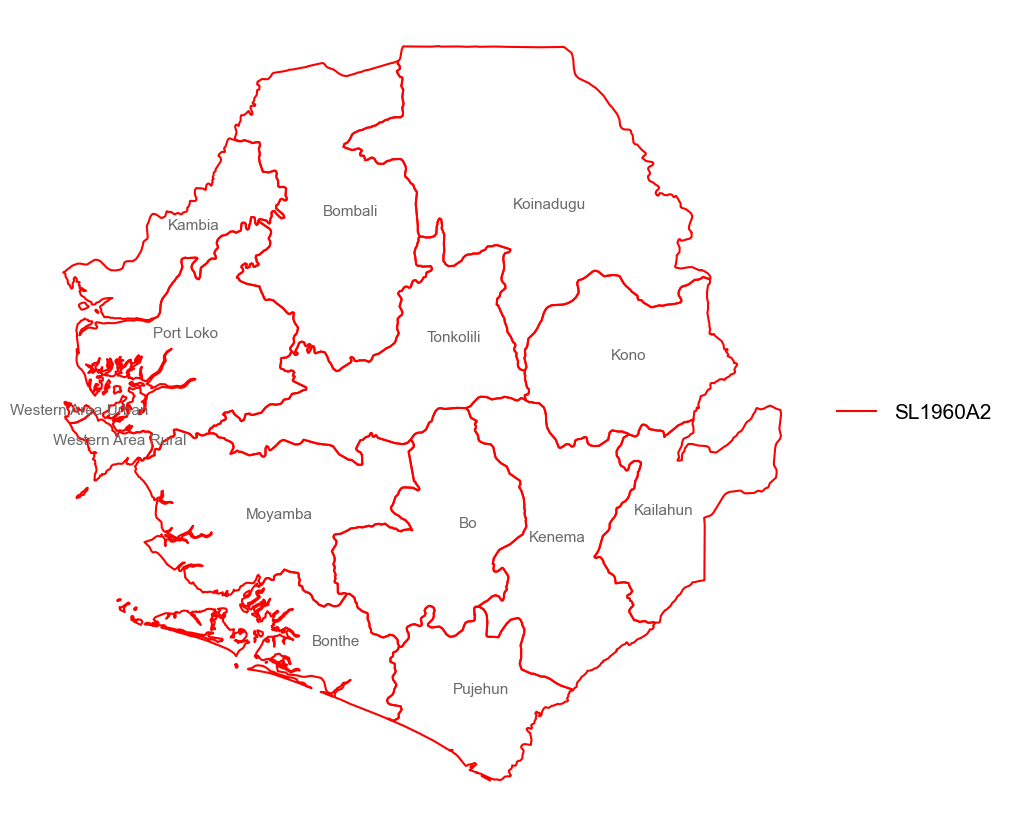 Koinadugu
Bombali
Kambia
Port Loko
Tonkolili
Kono
Western Area Urban
SL1960A2
Western Area Rural
Kailahun
Moyamba
Bo
Kenema
Bonthe
Pujehun